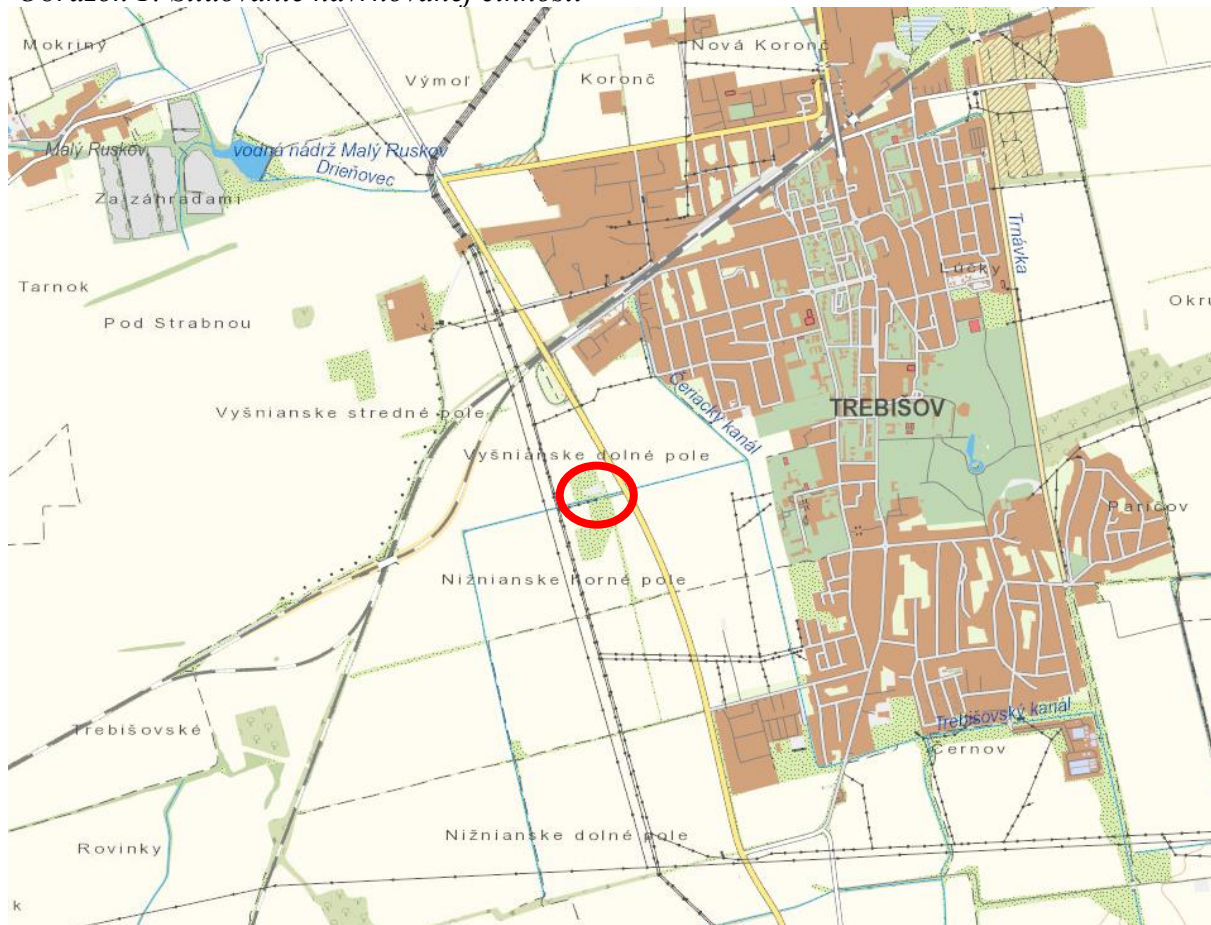 Mokriny
Nová Koronč
Výmoľ
Koronč
Malý Ruskov
vodná nádrž Malý Ruskov
Drieňovec
Za záhradami
Trnávka
Lúčky
Tarnok
Okru
Pod Strabnou
Čeriacky kanál
Vyšnianske stredné pole
TREBIŠOV
Vyšnianske dolné pole
Paričov
Nižnianske horné pole
Trebišovské
Trebišovský kanál
Černov
Nižnianske dolné pole
Rovinky
k